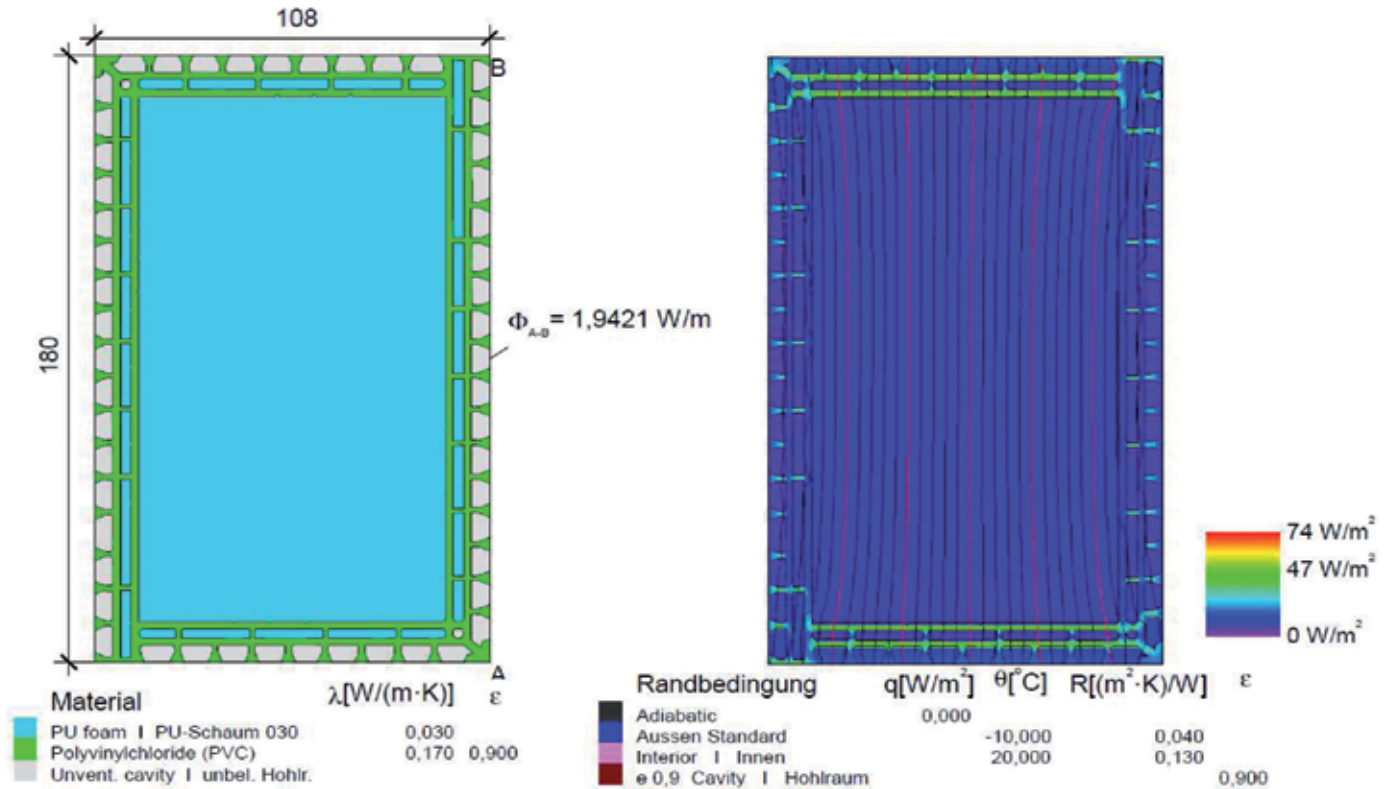 108
B
180
ΦA-B = 1,9421 W/m
A
Material λ[W/(m·K)] ε
PU foam I PU-Schaum 030 0,030
Polyvinylchloride (PVC) 0,170 0,900
Unvent. cavity I unbel. Hohlr.
74 W/m²
47 W/m²
0 W/m²
Randbedingung q[W/m²] θ[°C] R[(m²·K)/W] ε
Adiabatic 0,000
Aussen Standard -10,000 0,040
Interior I Innen 20,000 0,130
e 0,9 Cavity I Hohlraum 0,900